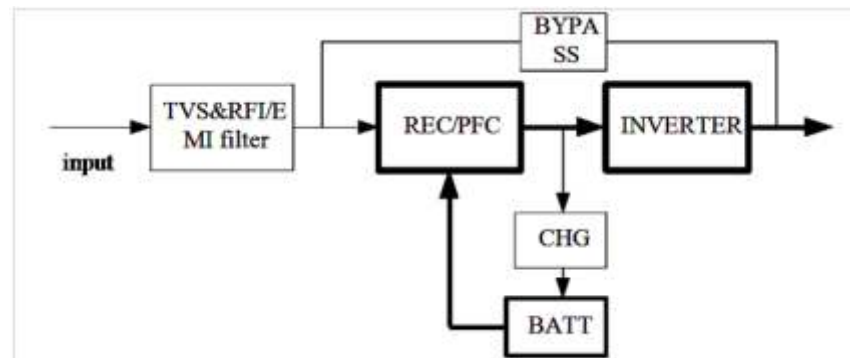 BYPA
SS
TVS&RFI/E
MI filter
REC/PFC
INVERTER
input
CHG
BATT